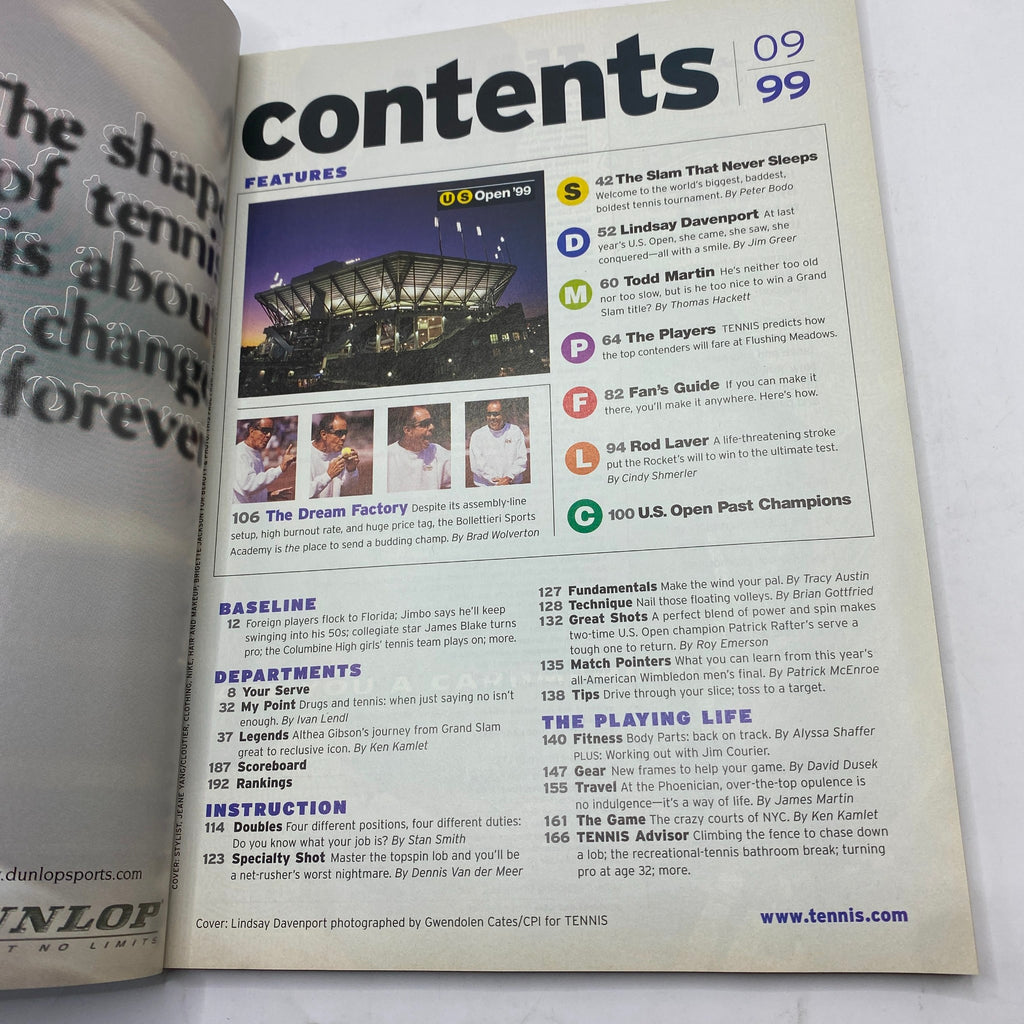 The shape
of tennis
is about
change
forever
.dunlopsports.com
NO LIMITS
contents
09
99
FEATURES
US Open '99
S
42 The Slam That Never Sleeps
Welcome to the world's biggest, baddest,
boldest tennis tournament. By Peter Bodo
D
52 Lindsay Davenport At last
year's U.S. Open, she came, she saw, she
conquered—all with a smile. By Jim Greer
M
60 Todd Martin He's neither too old
nor too slow, but is he too nice to win a Grand
Slam title? By Thomas Hackett
P
64 The Players TENNIS predicts how
the top contenders will fare at Flushing Meadows.
F
82 Fan's Guide If you can make it
there, you'll make it anywhere. Here's how.
L
94 Rod Laver A life-threatening stroke
put the Rocket's will to win to the ultimate test.
By Cindy Shmerler
C
100 U.S. Open Past Champions
106 The Dream Factory Despite its assembly-line
setup, high burnout rate, and huge price tag, the Bollettieri Sports
Academy is the place to send a budding champ. By Brad Wolverton
BASELINE
12 Foreign players flock to Florida; Jimbo says he'll keep
swinging into his 50s; collegiate star James Blake turns
pro; the Columbine High girls' tennis team plays on; more.
DEPARTMENTS
8 Your Serve
32 My Point Drugs and tennis: when just saying no isn't
enough. By Ivan Lendl
37 Legends Althea Gibson's journey from Grand Slam
great to reclusive icon. By Ken Kamlet
187 Scoreboard
192 Rankings
INSTRUCTION
114 Doubles Four different positions, four different duties:
Do you know what your job is? By Stan Smith
123 Specialty Shot Master the topspin lob and you'll be
a net-rusher's worst nightmare. By Dennis Van der Meer
127 Fundamentals Make the wind your pal. By Tracy Austin
128 Technique Nail those floating volleys. By Brian Gottfried
132 Great Shots A perfect blend of power and spin makes
two-time U.S. Open champion Patrick Rafter's serve a
tough one to return. By Roy Emerson
135 Match Pointers What you can learn from this year's
all-American Wimbledon men's final. By Patrick McEnroe
138 Tips Drive through your slice; toss to a target.
THE PLAYING LIFE
140 Fitness Body Parts: back on track. By Alyssa Shaffer
PLUS: Working out with Jim Courier.
147 Gear New frames to help your game. By David Dusek
155 Travel At the Phoenician, over-the-top opulence is
no indulgence—it's a way of life. By James Martin
161 The Game The crazy courts of NYC. By Ken Kamlet
166 TENNIS Advisor Climbing the fence to chase down
a lob; the recreational-tennis bathroom break; turning
pro at age 32; more.
COVER: STYLIST, JEANE YANG/CLOUTIER, CLOTHING, NIKE, HAIR AND MAKEUP, BRIGETTE
Cover: Lindsay Davenport photographed by Gwendolen Cates/CPI for TENNIS
www.tennis.com